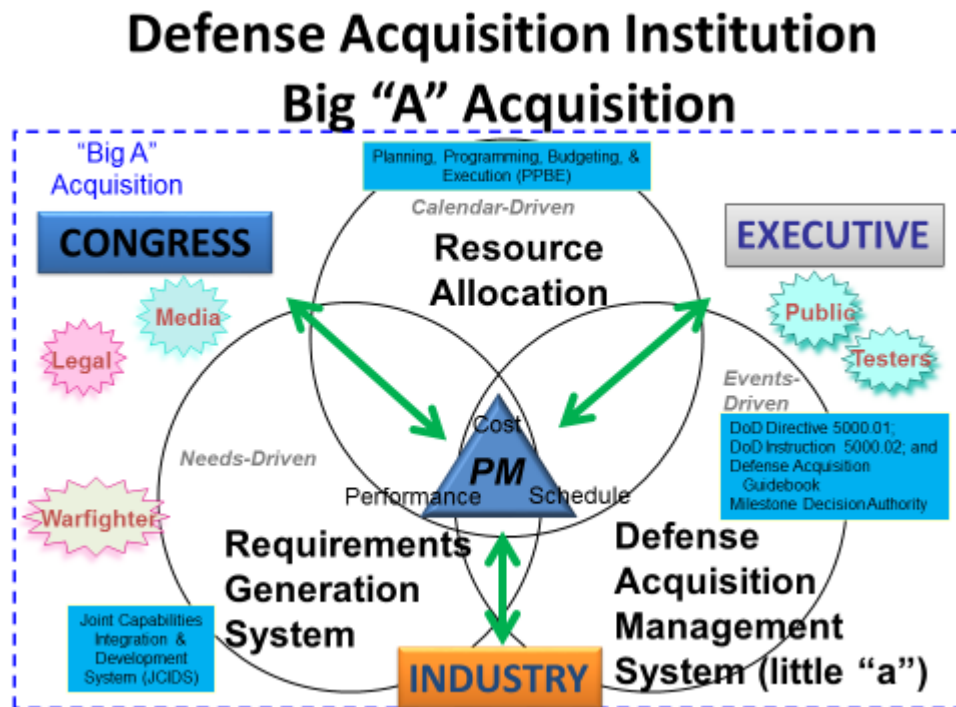 Defense Acquisition Institution
Big “A” Acquisition
“Big A”
Acquisition
Planning, Programming, Budgeting, &
Execution (PPBE)
Calendar-Driven
CONGRESS
EXECUTIVE
Resource
Allocation
Media
Public
Legal
Testers
Events-
Driven
Cost
DoD Directive 5000.01;
DoD Instruction 5000.02; and
Defense Acquisition
Guidebook
Milestone Decision Authority
Needs-Driven
PM
Performance
Schedule
Warfighter
Requirements
Generation
System
Defense
Acquisition
Management
System (little “a”)
Joint Capabilities
Integration &
Development
System (JCIDS)
INDUSTRY